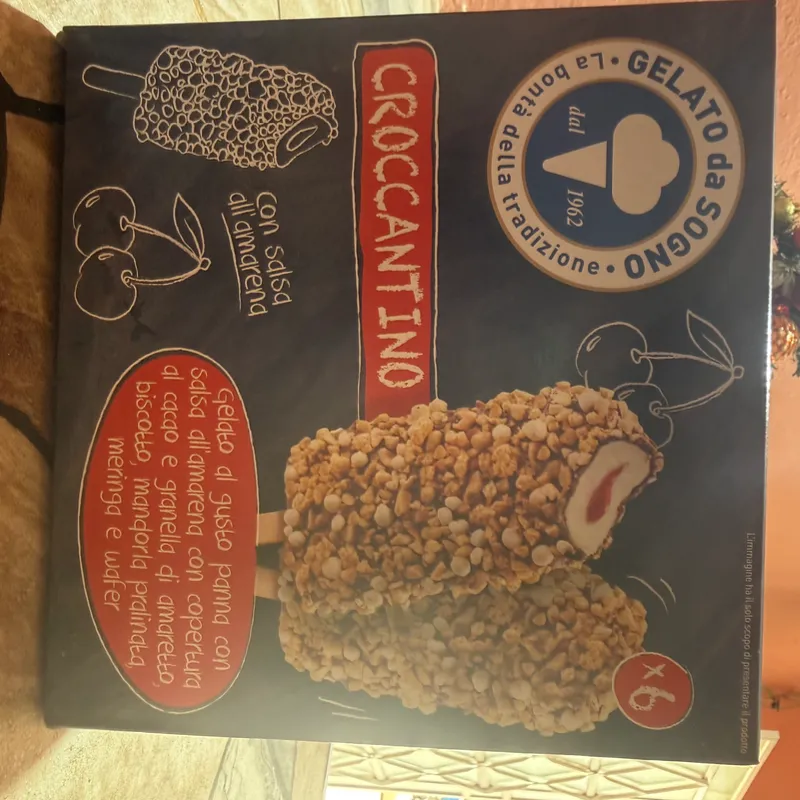 GELATO da SOGNO
La bontà della tradizione
dal 1962
CROCCANTINO
con salsa
all'amarena
Gelato al gusto panna con
salsa all'amarena con copertura
al cacao e granella di amaretto,
biscotto, mandorla pralinata
meringa e wafer
x6
L'immagine ha il solo scopo di presentare il prodotto